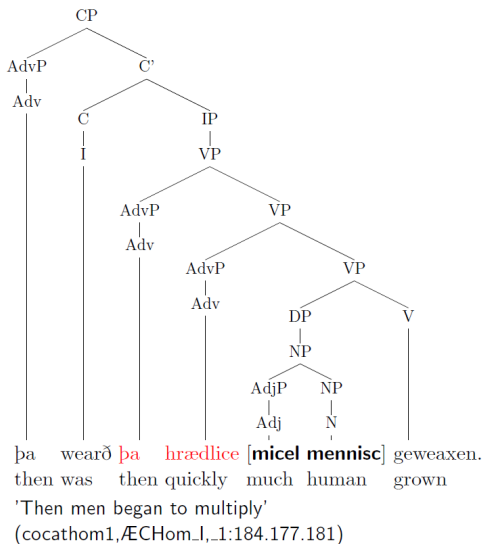 CP
AdvP C'
Adv
C IP
I VP
AdvP VP
Adv
AdvP VP
Adv
DP V
NP
AdjP NP
Adj N
þa wearð þa hrædlice [micel mennisc] geweaxen.
then was then quickly much human grown
'Then men began to multiply'
(cocathom1,ÆCHom_I,_1:184.177.181)